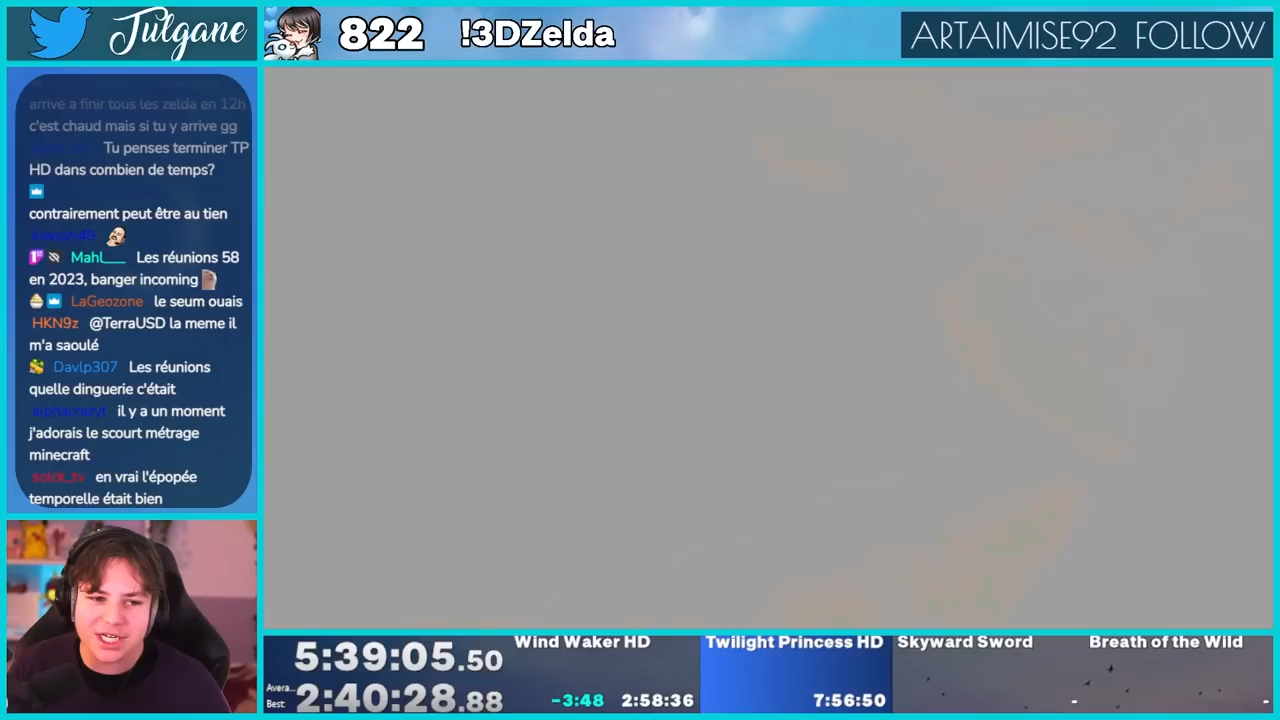 Julgane
822
!3DZelda
ARTAIMISE92 FOLLOW
arrive a finir tous les zelda en 12h
c'est chaud mais si tu y arrive gg
Tu penses terminer TP
HD dans combien de temps?
contrairement peut être au tien
Mahl___ Les réunions 58
en 2023, banger incoming
LaGeozone le seum ouais
HKN9z @TerraUSD la meme il
m'a saoulé
Davlp307 Les réunions
quelle dinguerie c'était
alphacrazyt il y a un moment
j'adorais le scourt métrage
minecraft
solck_tv en vrai l'épopée
temporelle était bien
5:39:05.50
Avera...
Best:
2:40:28.88
Wind Waker HD
-3:48 2:58:36
Twilight Princess HD
7:56:50
Skyward Sword
-
Breath of the Wild
-